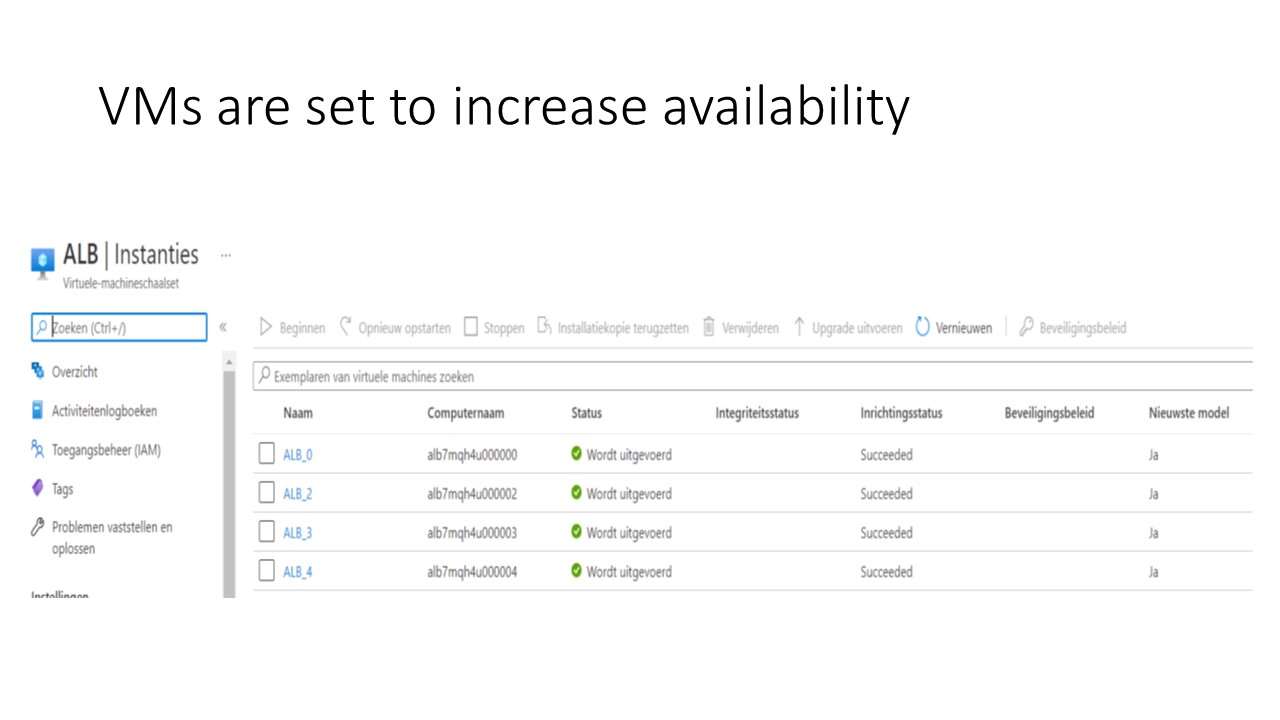 VMs are set to increase availability
ALB | Instanties ...
Virtuele-machineschaalset
Zoeken (Ctrl+/) «
Beginnen Opnieuw opstarten Stoppen Installatiekopie terugzetten Verwijderen Upgrade uitvoeren Vernieuwen Beveiligingsbeleid
Overzicht
Activiteitenlogboeken
Toegangsbeheer (IAM)
Tags
Problemen vaststellen en
oplossen
Instellingen
Exemplaren van virtuele machines zoeken
Naam Computernaam Status Integriteitsstatus Inrichtingsstatus Beveiligingsbeleid Nieuwste model
ALB_0 alb7mqh4u000000 Wordt uitgevoerd Succeeded Ja
ALB_2 alb7mqh4u000002 Wordt uitgevoerd Succeeded Ja
ALB_3 alb7mqh4u000003 Wordt uitgevoerd Succeeded Ja
ALB_4 alb7mqh4u000004 Wordt uitgevoerd Succeeded Ja